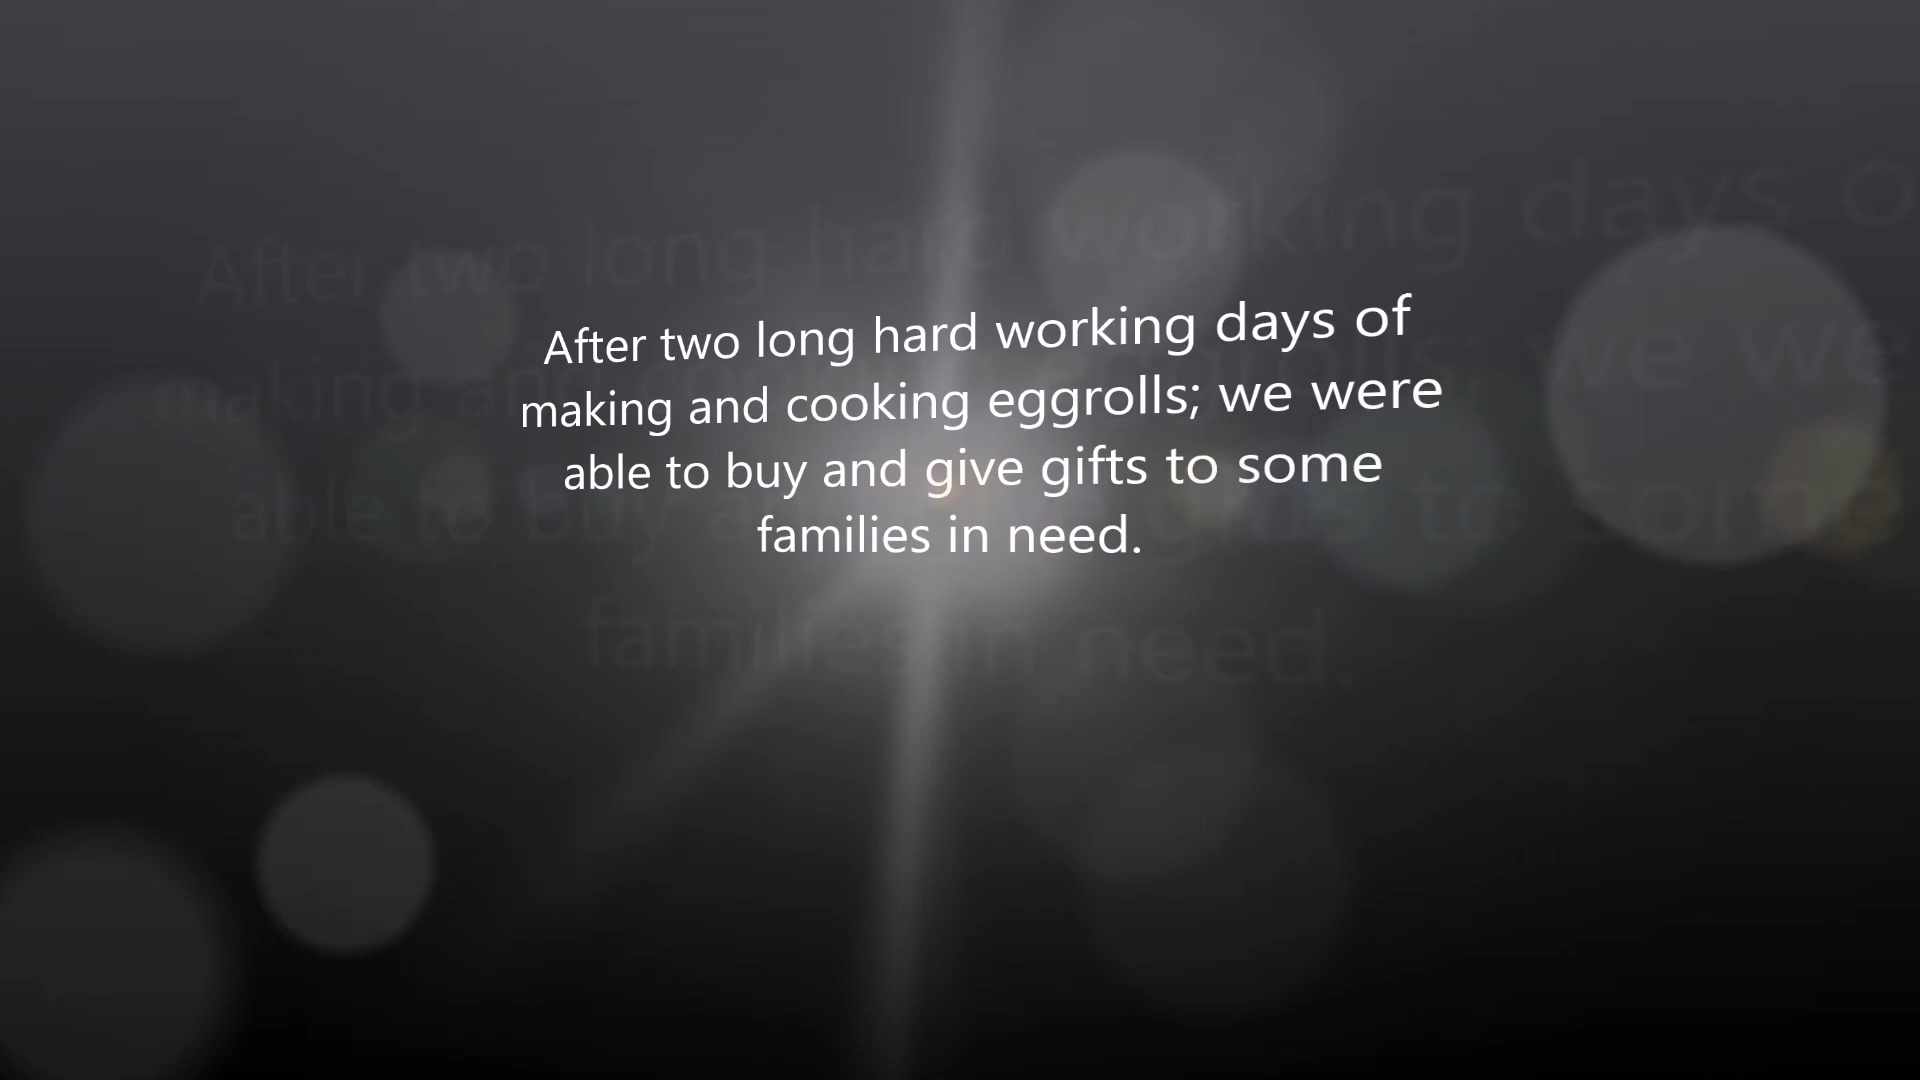 After two long hard working days of
making and cooking eggrolls; we were
able to buy and give gifts to some
families in need.